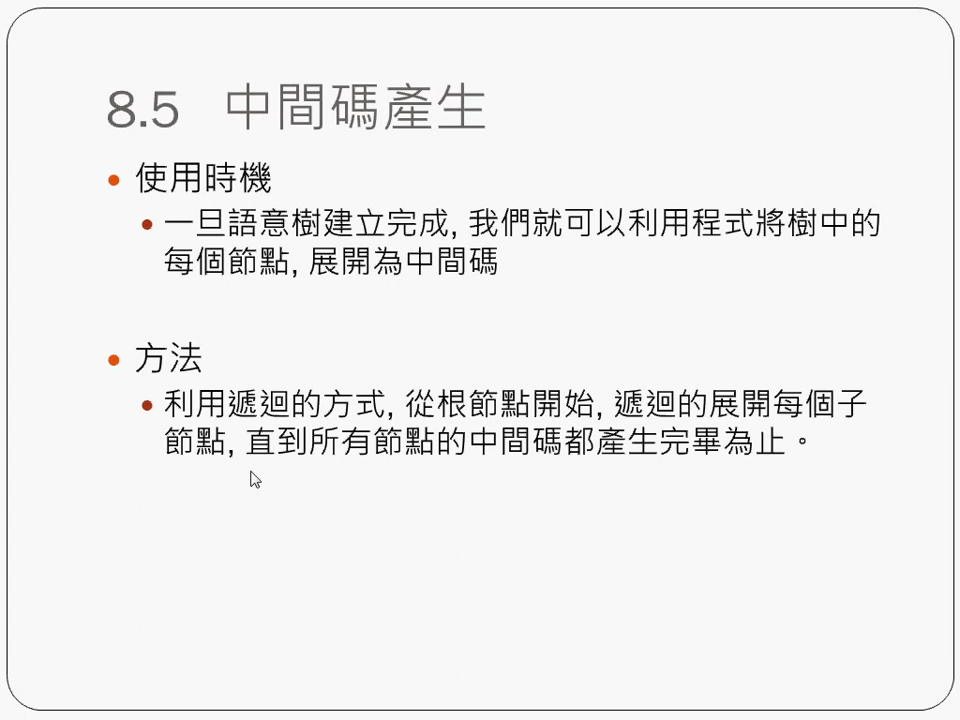 8.5 中間碼產生
• 使用時機
• 一旦語意樹建立完成, 我們就可以利用程式將樹中的
每個節點, 展開為中間碼
• 方法
• 利用遞迴的方式, 從根節點開始, 遞迴的展開每個子
節點, 直到所有節點的中間碼都產生完畢為止。